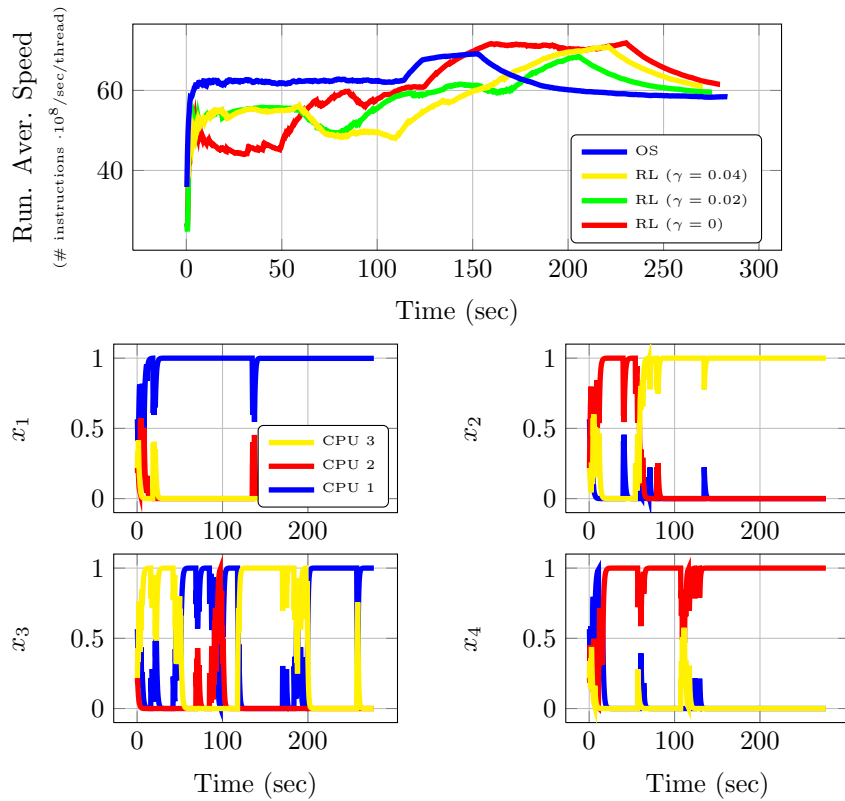 Run. Aver. Speed
(# instructions ·10⁸/sec/thread)
60
40
OS
RL (γ = 0.04)
RL (γ = 0.02)
RL (γ = 0)
0 50 100 150 200 250 300
Time (sec)
x₁
1
0.5
0
CPU 3
CPU 2
CPU 1
0 100 200
x₂
1
0.5
0
0 100 200
x₃
1
0.5
0
0 100 200
Time (sec)
x₄
1
0.5
0
0 100 200
Time (sec)